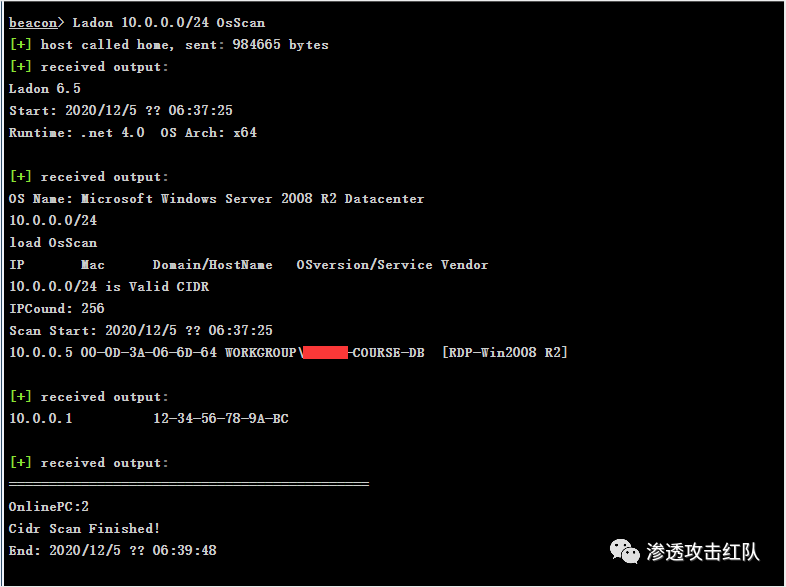 beacon> Ladon 10.0.0.0/24 OsScan
[+] host called home, sent: 984665 bytes
[+] received output:
Ladon 6.5
Start: 2020/12/5 ?? 06:37:25
Runtime: .net 4.0  OS Arch: x64
[+] received output:
OS Name: Microsoft Windows Server 2008 R2 Datacenter
10.0.0.0/24
load OsScan
IP       Mac      Domain/HostName   OSversion/Service Vendor
10.0.0.0/24 is Valid CIDR
IPCound: 256
Scan Start: 2020/12/5 ?? 06:37:25
10.0.0.5 00-0D-3A-06-6D-64 WORKGROUP\-COURSE-DB  [RDP-Win2008 R2]
[+] received output:
10.0.0.1          12-34-56-78-9A-BC
[+] received output:
=============================================
OnlinePC:2
Cidr Scan Finished!
End: 2020/12/5 ?? 06:39:48
渗透攻击红队